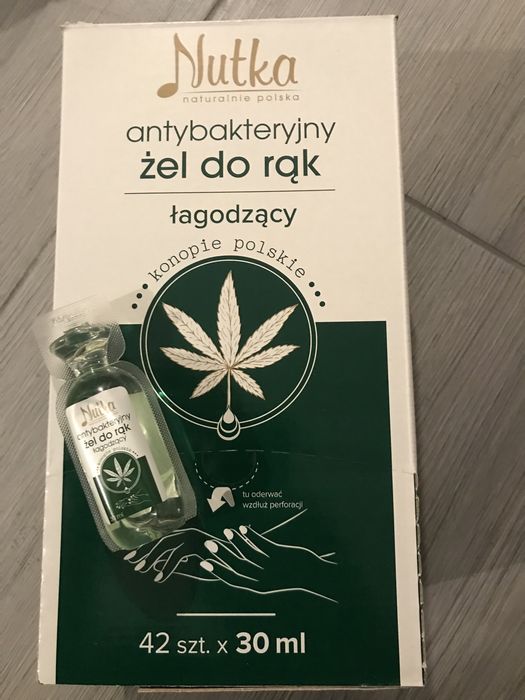 Nutka
naturalnie polska
antybakteryjny
żel do rąk
łagodzący
konopie polskie
Nutka
antybakteryjny
żel do rąk
łagodzący
tu oderwać
wzdłuż perforacji
42 szt. x 30 ml